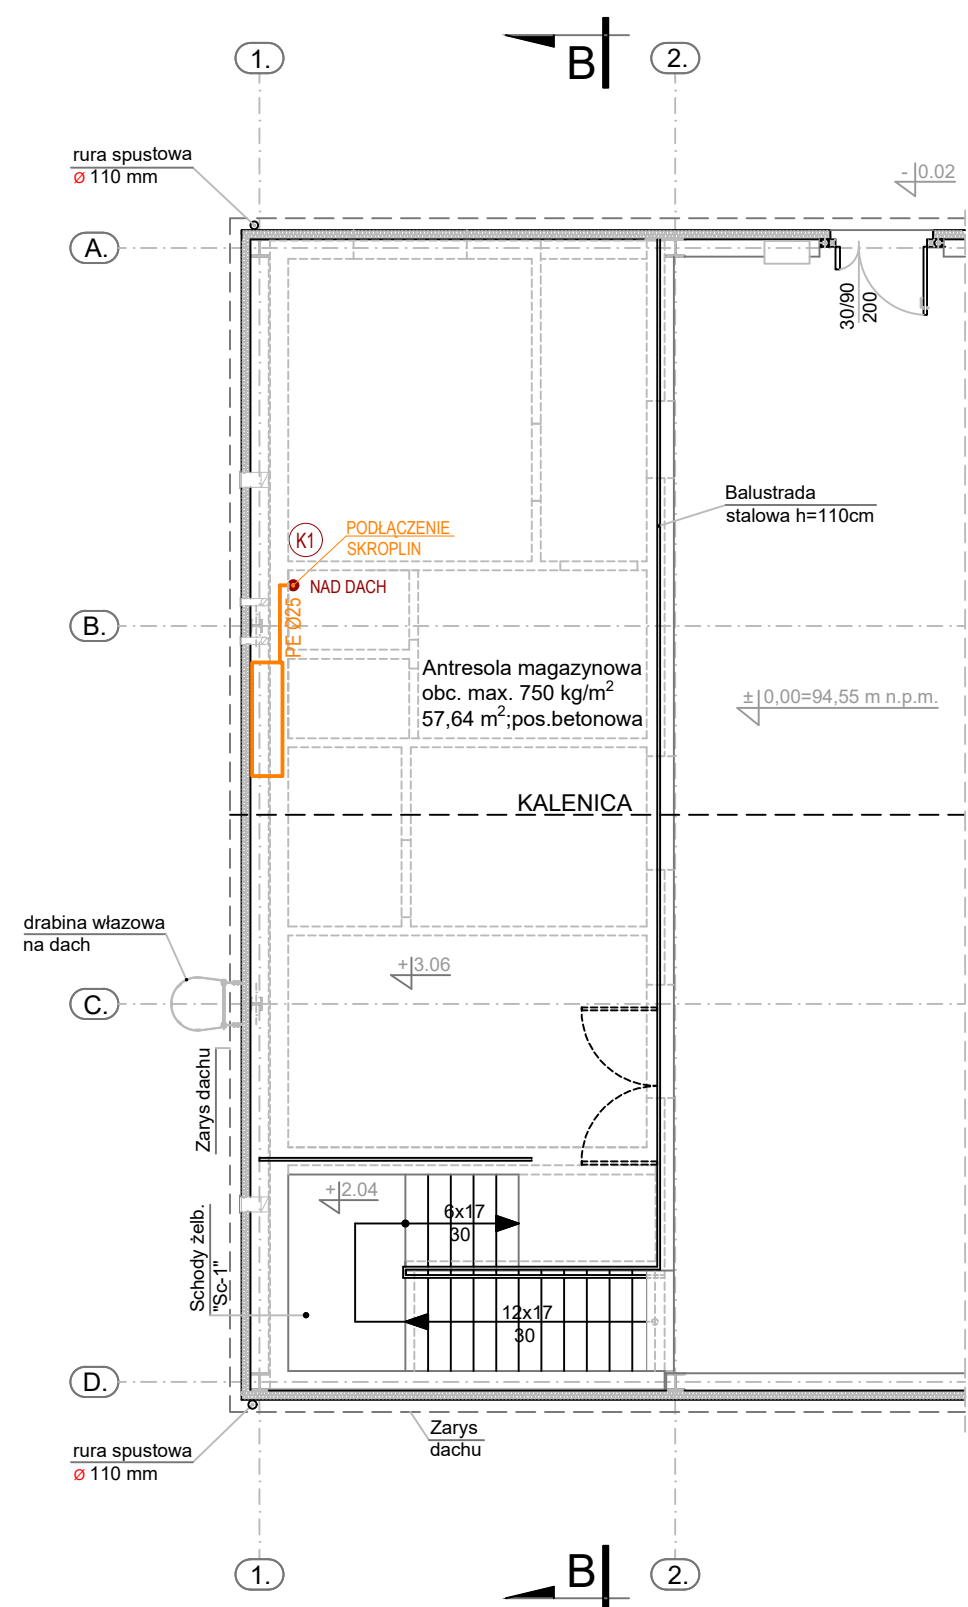 1.
B
2.
rura spustowa
Ø 110 mm
- 0.02
A.
30/90
200
Balustrada
stalowa h=110cm
K1
PODŁĄCZENIE
SKROPLIN
NAD DACH
PE Ø25
B.
Antresola magazynowa
obc. max. 750 kg/m²
57,64 m²;pos.betonowa
± 0,00=94,55 m n.p.m.
KALENICA
drabina włazowa
na dach
+ 3.06
C.
Zarys dachu
+ 2.04
6x17
30
Schody żelb.
"Sc-1"
12x17
30
D.
Zarys
dachu
rura spustowa
Ø 110 mm
1.
B
2.